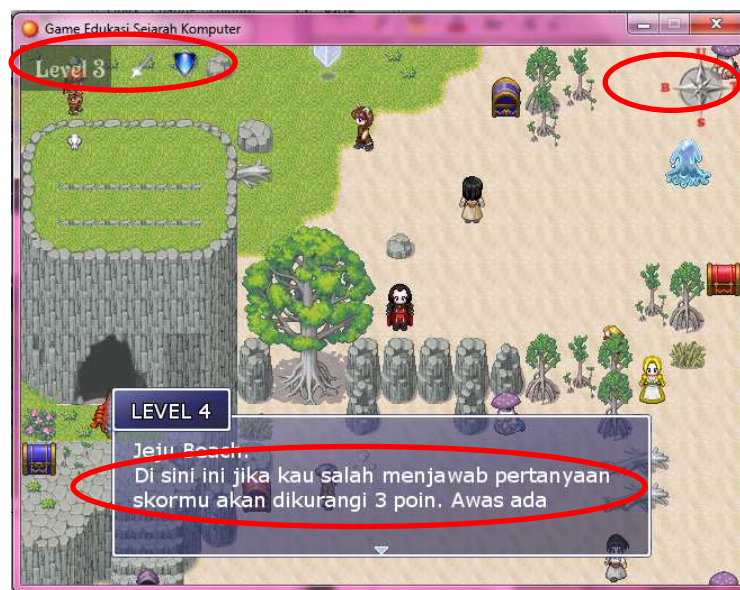 Game Edukasi Sejarah Komputer
Level 3
U
B
S
LEVEL 4
Jeju Beach.
Di sini ini jika kau salah menjawab pertanyaan
skormu akan dikurangi 3 poin. Awas ada